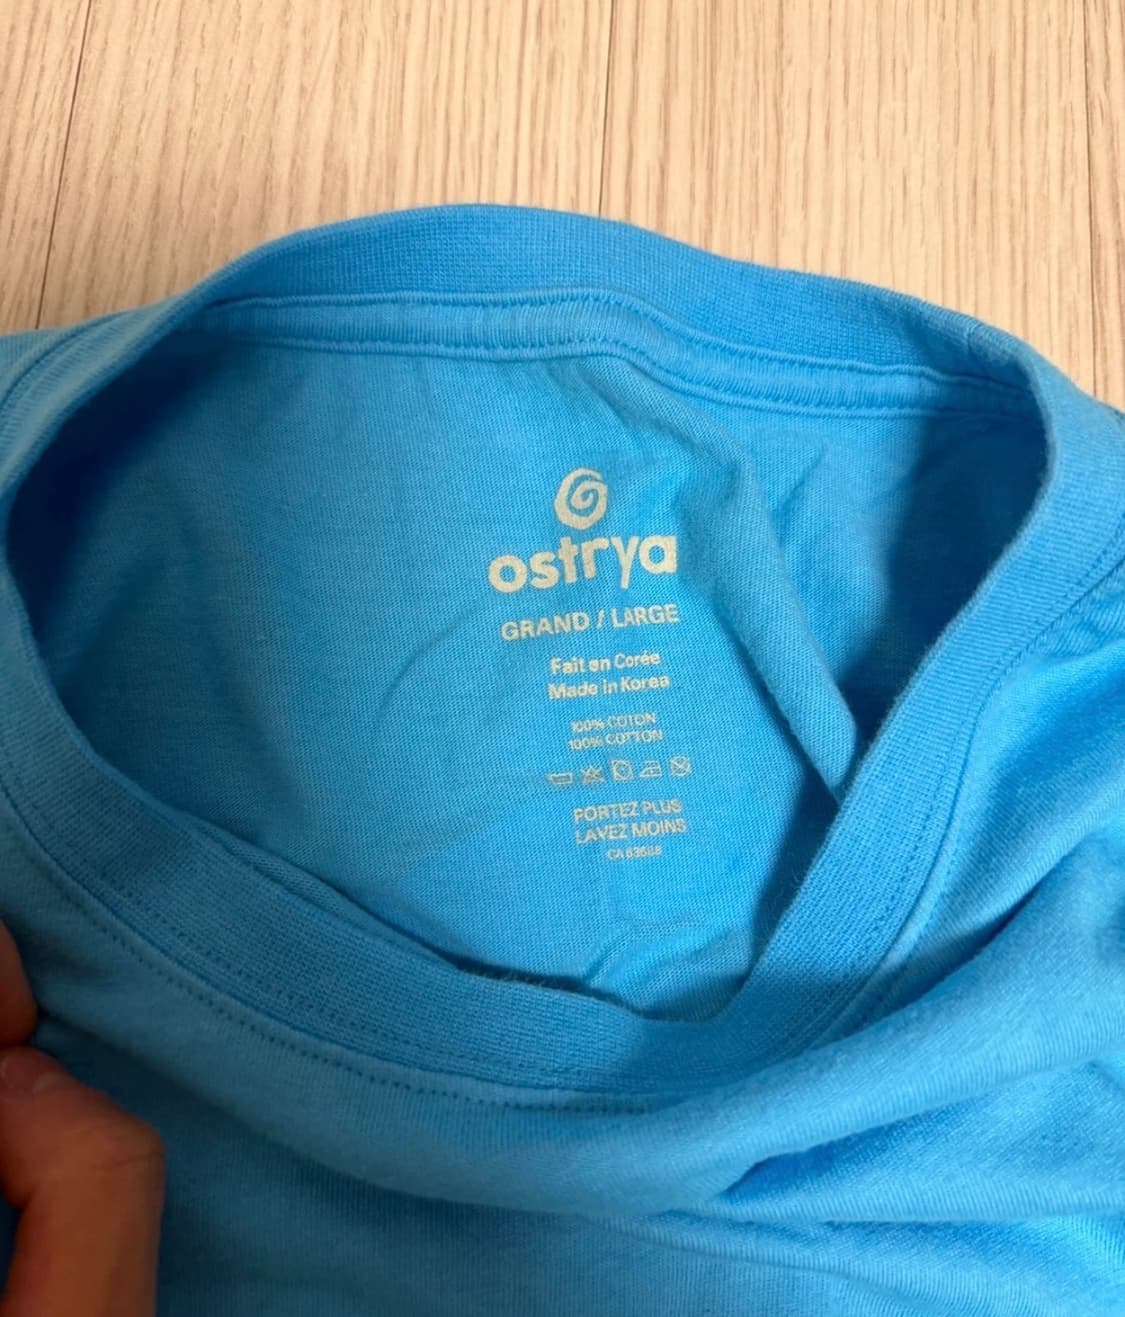 ostrya
GRAND / LARGE
Fait en Corée
Made in Korea
100% COTON
100% COTTON
PORTEZ PLUS
LAVEZ MOINS